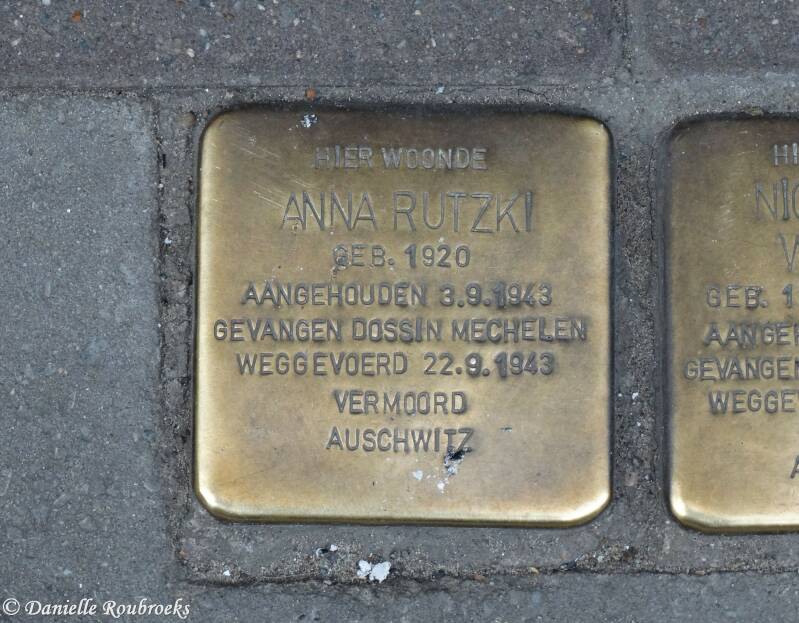 HIER WOONDE
ANNA RUTZKI
GEB. 1920
AANGEHOUDEN 3.9.1943
GEVANGEN DOSSIN MECHELEN
WEGGEVOERD 22.9.1943
VERMOORD
AUSCHWITZ
GEB. 1
GEVANGEN
© Danielle Roubroeks